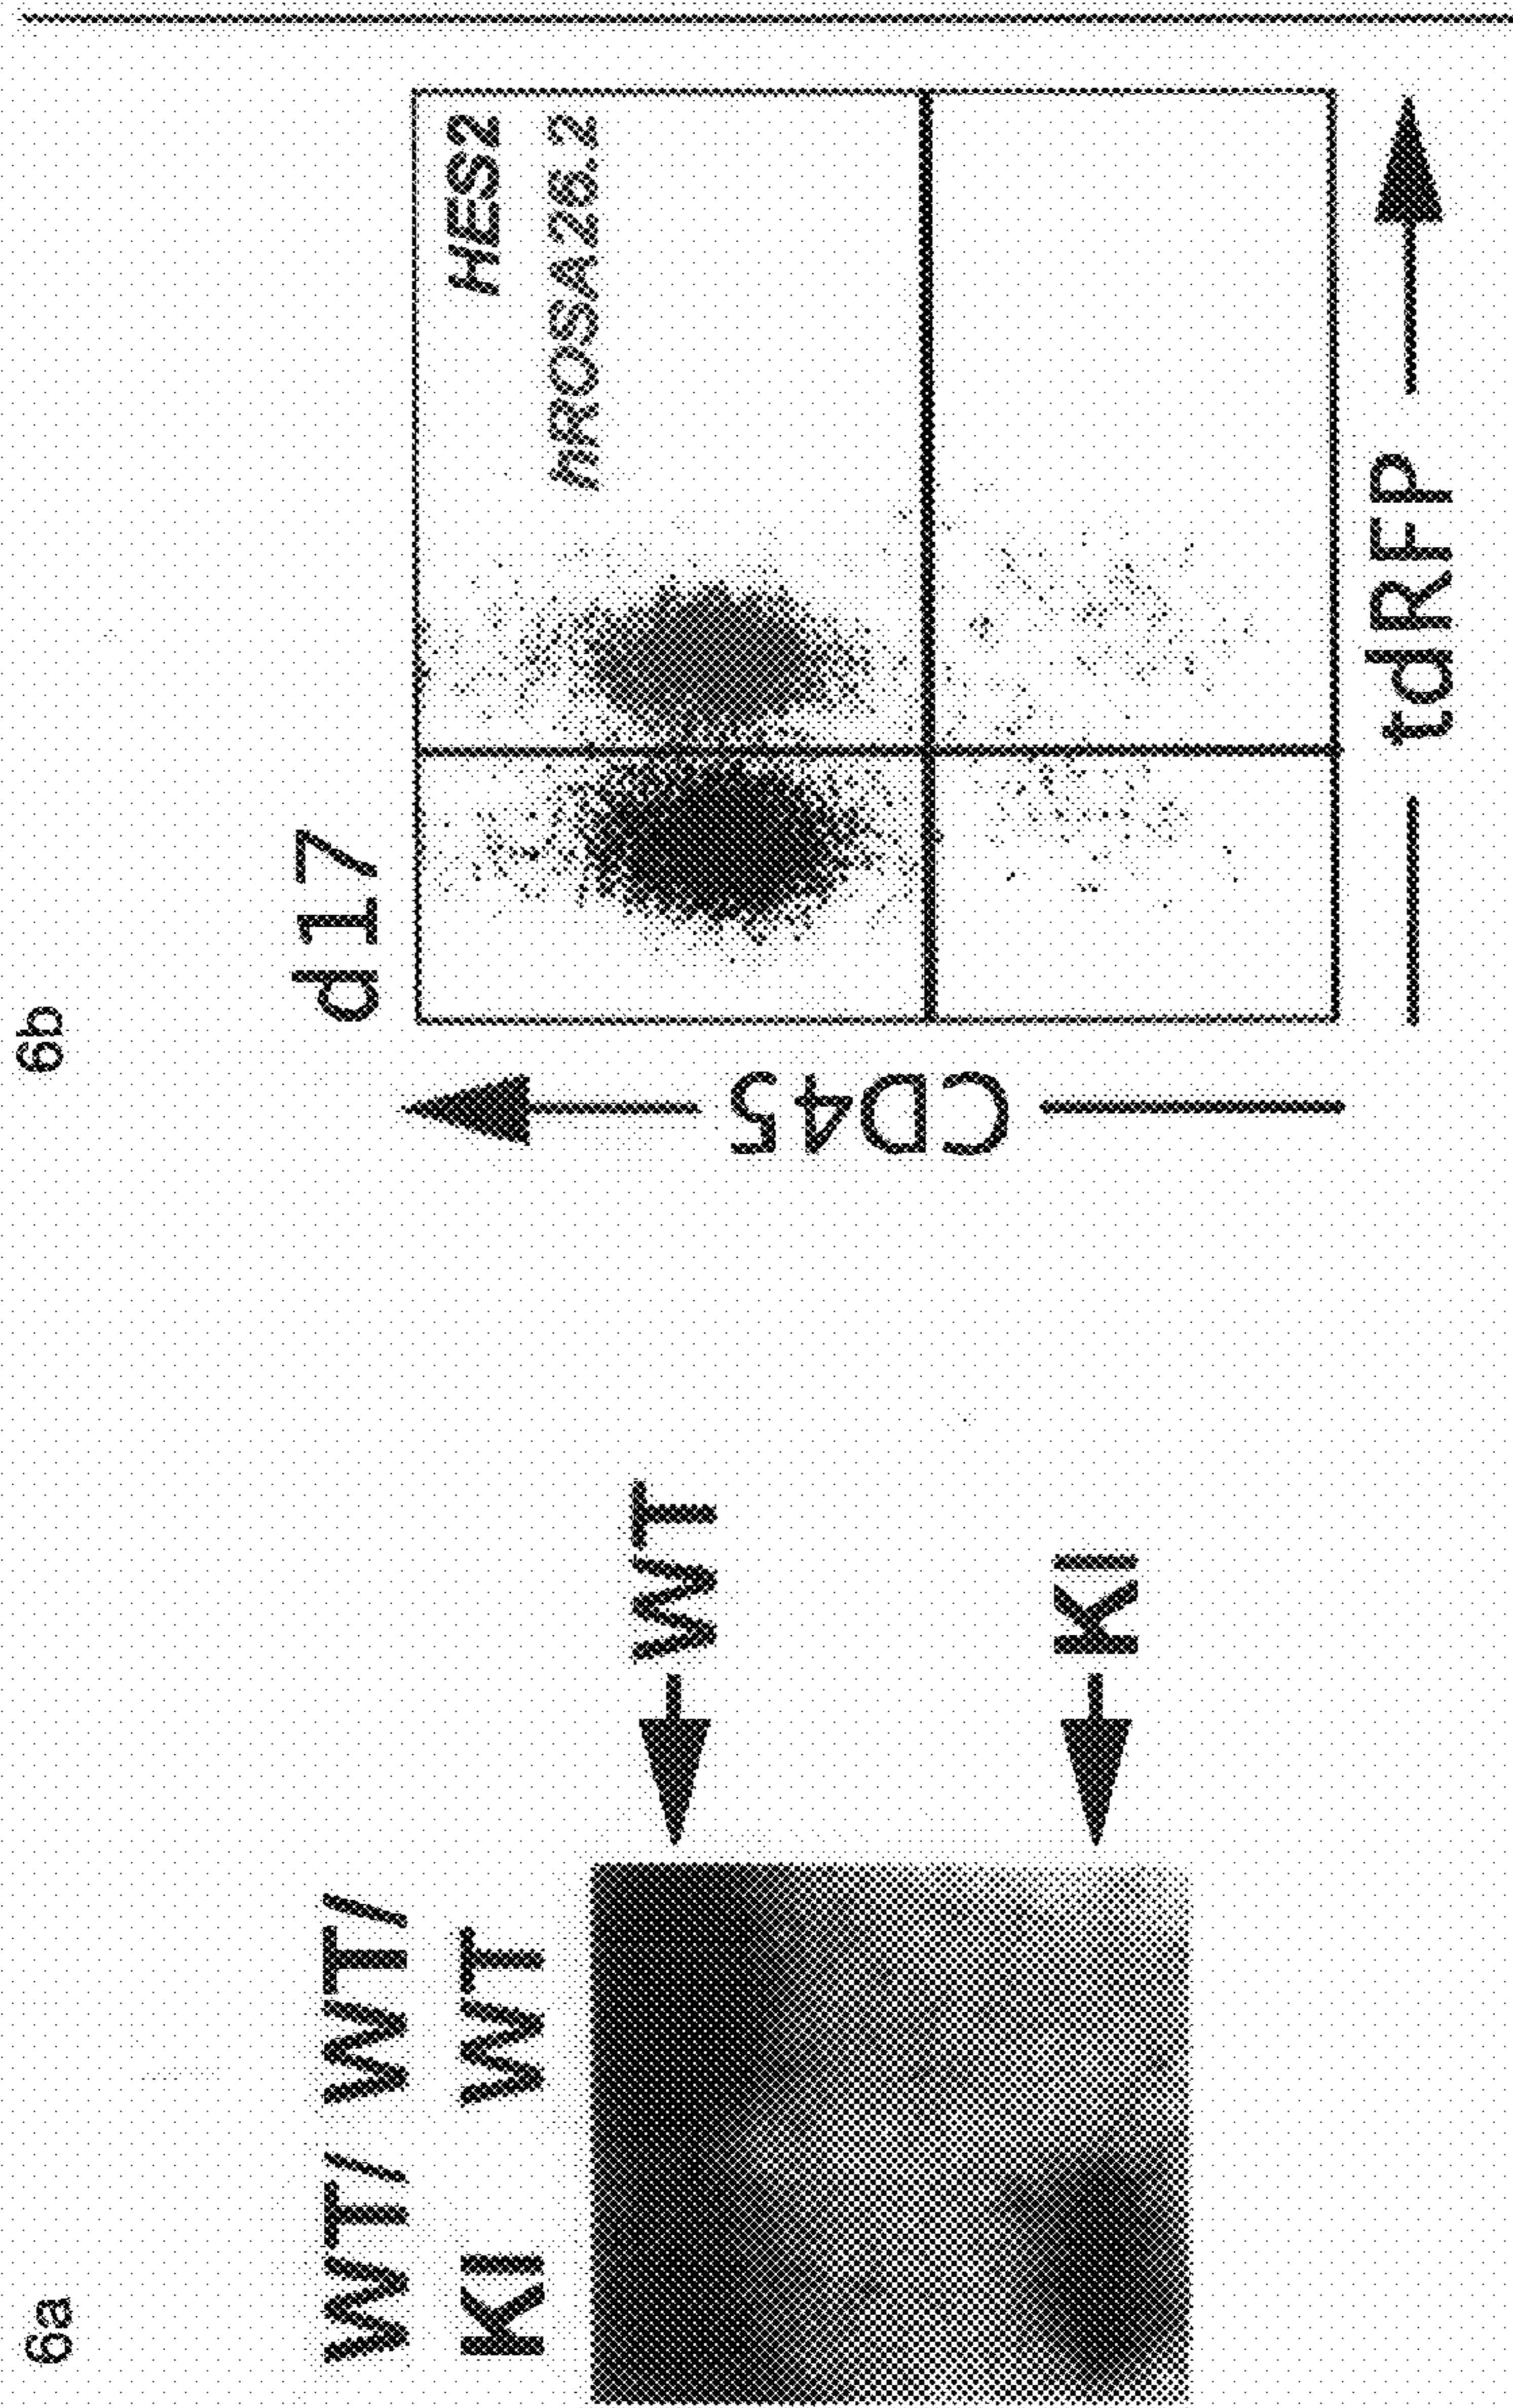 6a
WT/ WT/
KI WT
WT
KI
6b
d17
HES2
hROSA26.2
CD45
tdRFP